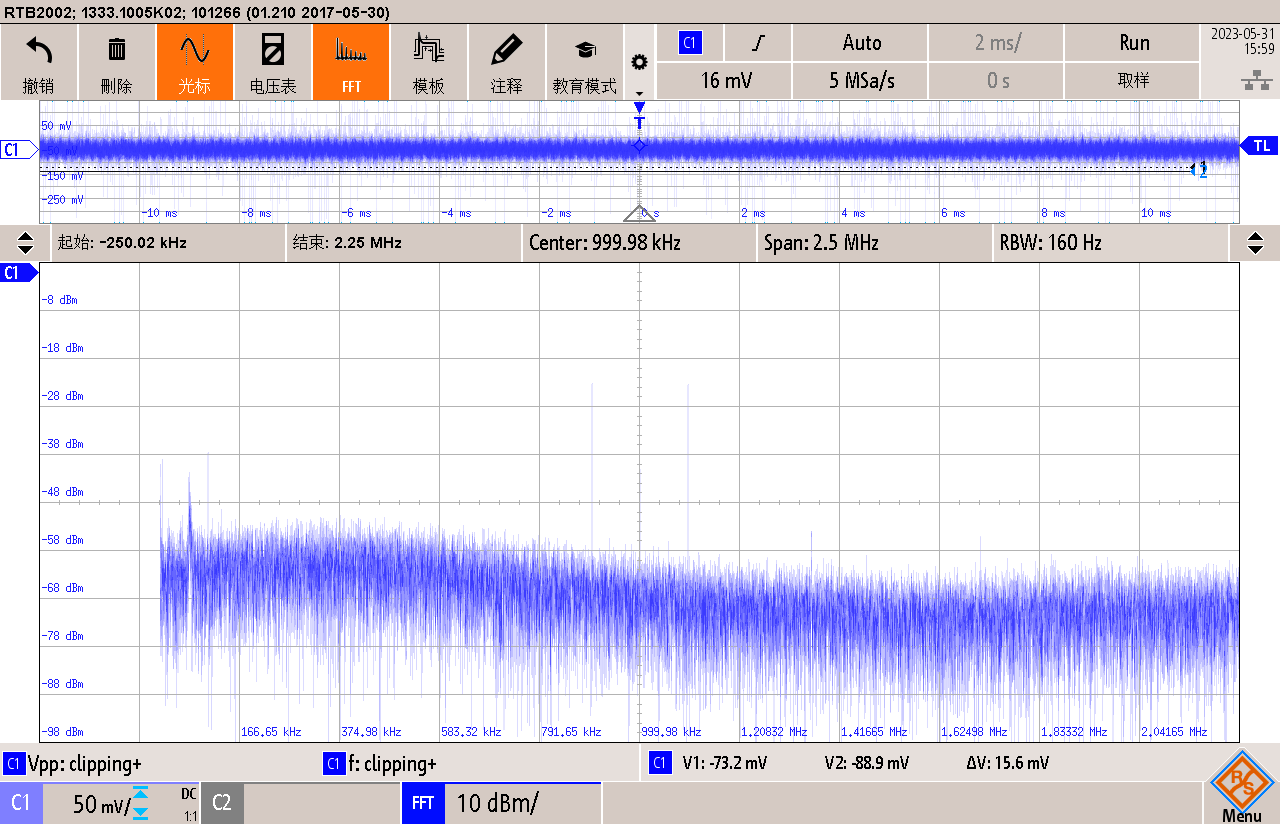 RTB2002; 1333.1005K02; 101266 (01.210 2017-05-30)
撤销
刪除
光标
电压表
FFT
模板
注释
教育模式
C1
Auto
2 ms/
Run
2023-05-31
15:59
16 mV
5 MSa/s
0 s
取样
50 mV
C1
-50 mV
T
TL
-150 mV
1
2
-250 mV
-10 ms
-8 ms
-6 ms
-4 ms
-2 ms
0 s
2 ms
4 ms
6 ms
8 ms
10 ms
起始: -250.02 kHz
结束: 2.25 MHz
Center: 999.98 kHz
Span: 2.5 MHz
RBW: 160 Hz
C1
-8 dBm
-18 dBm
-28 dBm
-38 dBm
-48 dBm
-58 dBm
-68 dBm
-78 dBm
-88 dBm
-98 dBm
166,65 kHz
374,98 kHz
583,32 kHz
791,65 kHz
999,98 kHz
1,20832 MHz
1,41665 MHz
1,62498 MHz
1,83332 MHz
2,04165 MHz
C1 Vpp: clipping+
C1 f: clipping+
C1 V1: -73.2 mV
V2: -88.9 mV
ΔV: 15.6 mV
C1
50 mV/
DC
1:1
C2
FFT
10 dBm/
R S
Menu